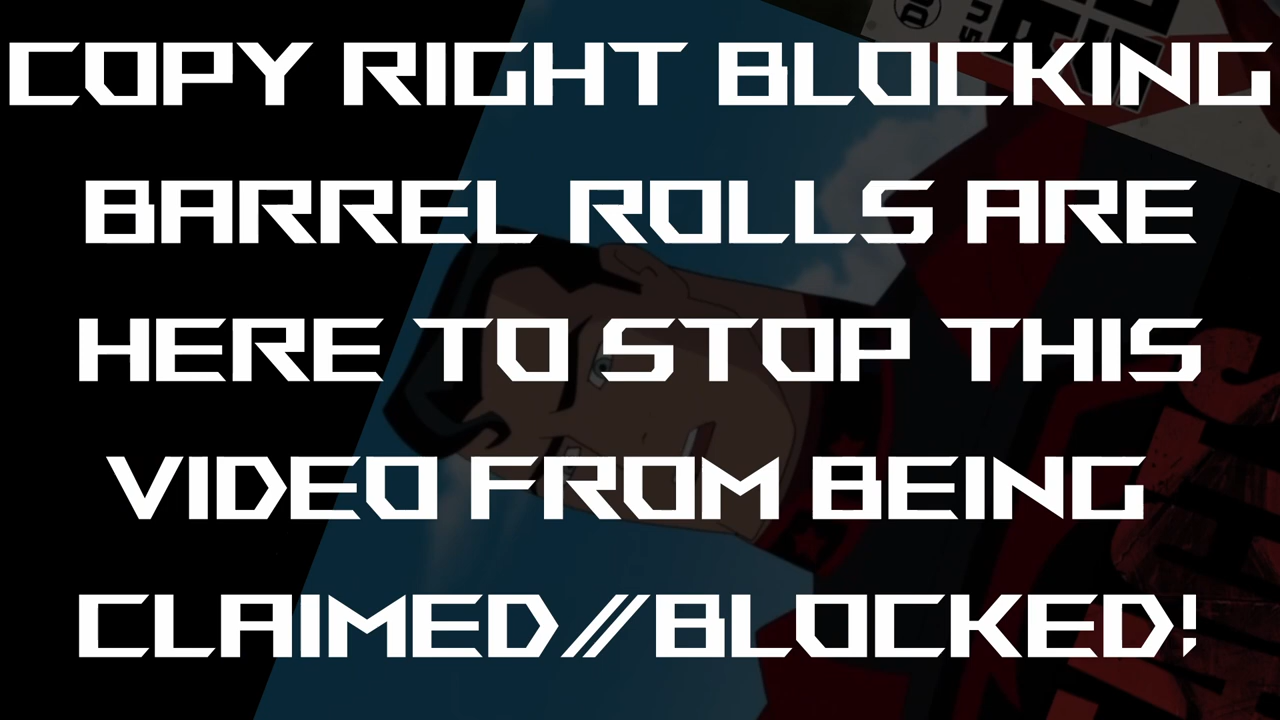 COPY RIGHT BLOCKING
BARREL ROLLS ARE
HERE TO STOP THIS
VIDEO FROM BEING
CLAIMED//BLOCKED!